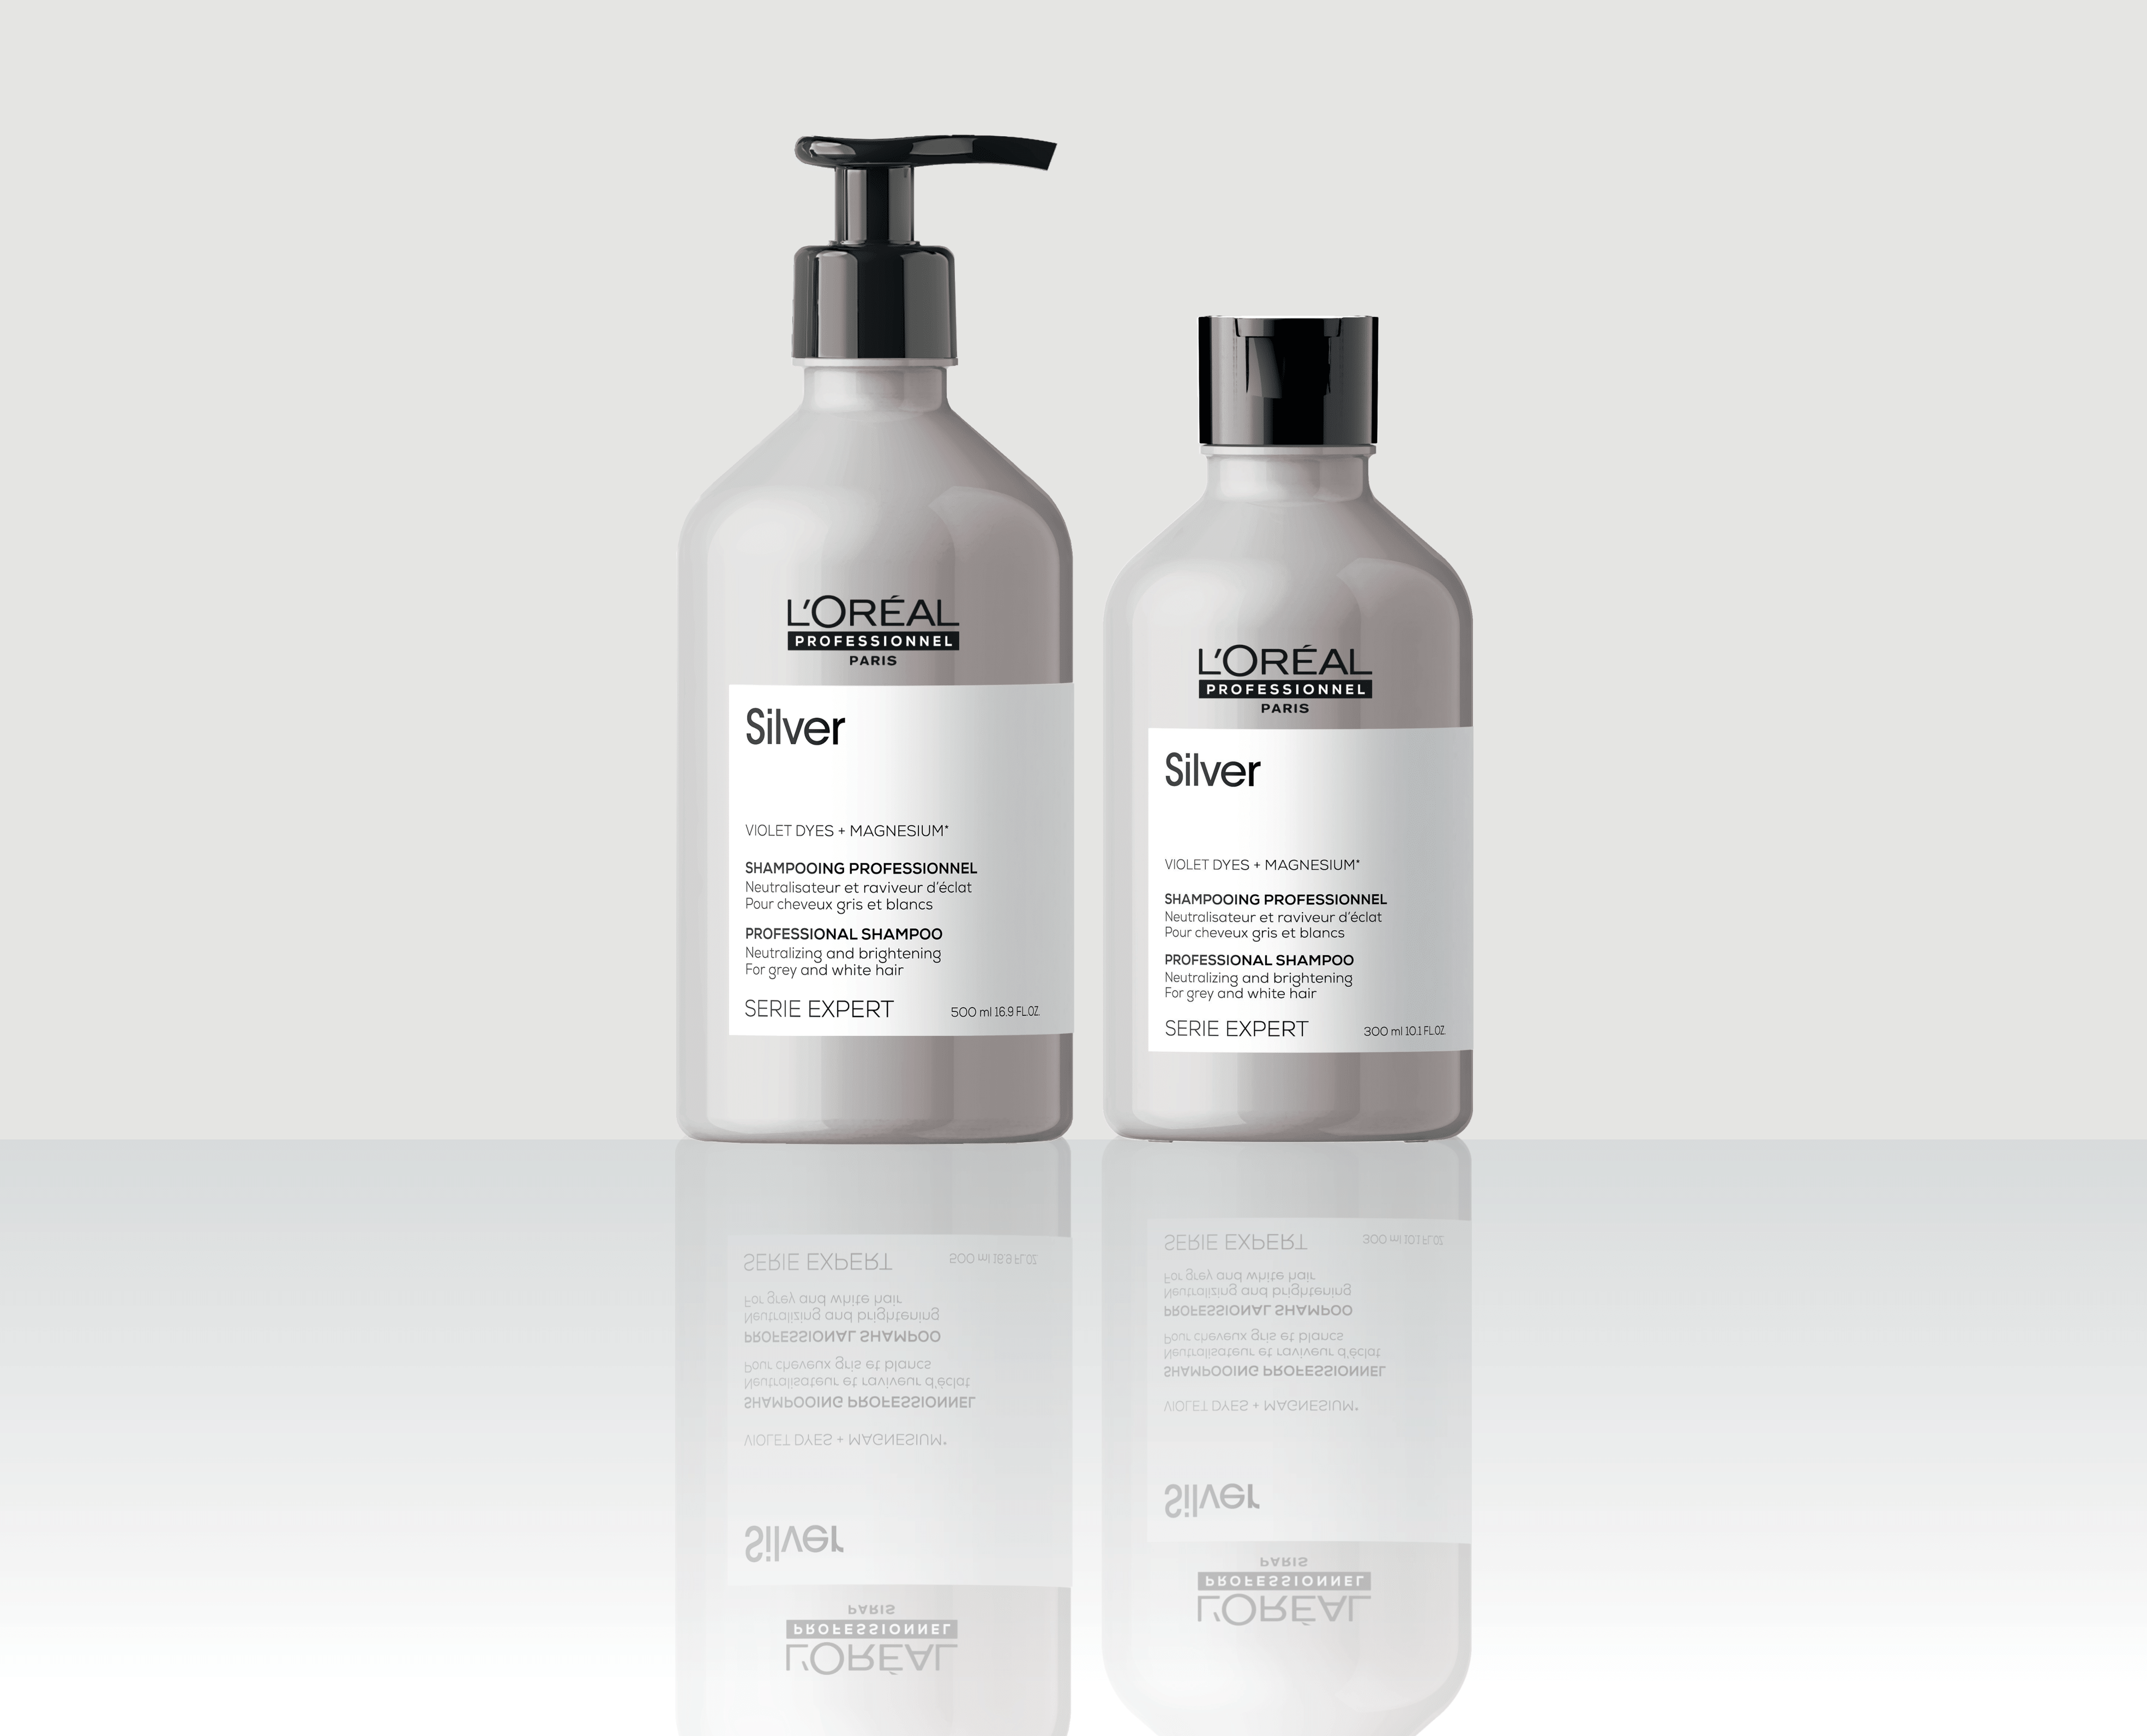 L'ORÉAL
PROFESSIONNEL
PARIS
Silver
VIOLET DYES + MAGNESIUM*
SHAMPOOING PROFESSIONNEL
Neutralisateur et raviveur d'éclat
Pour cheveux gris et blancs
PROFESSIONAL SHAMPOO
Neutralizing and brightening
For grey and white hair
SERIE EXPERT
500 ml 16.9 FL.OZ.
L'ORÉAL
PROFESSIONNEL
PARIS
Silver
VIOLET DYES + MAGNESIUM*
SHAMPOOING PROFESSIONNEL
Neutralisateur et raviveur d'éclat
Pour cheveux gris et blancs
PROFESSIONAL SHAMPOO
Neutralizing and brightening
For grey and white hair
SERIE EXPERT
300 ml 10.1 FL.OZ.